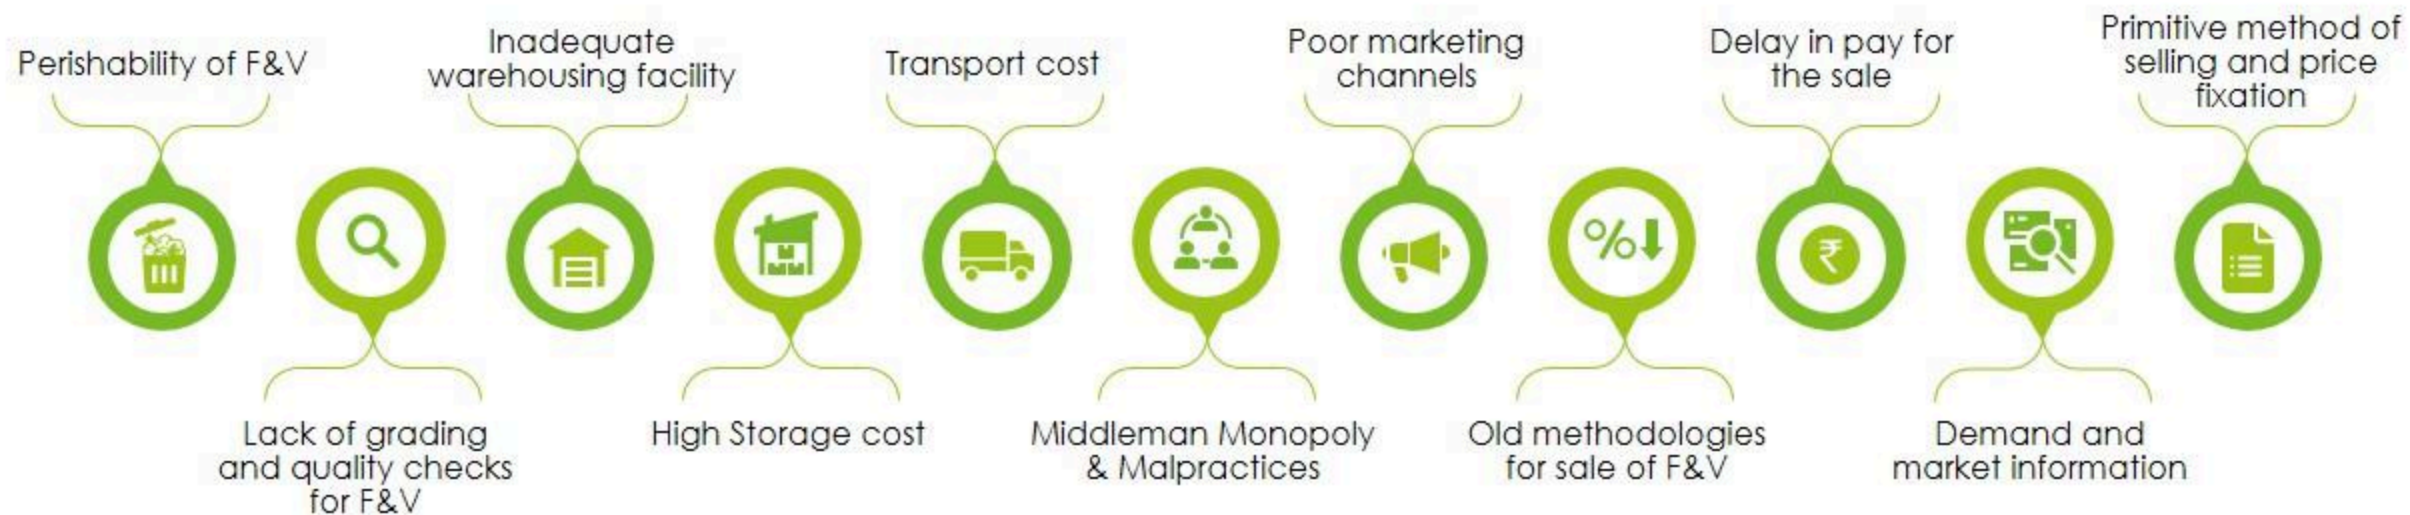 Perishability of F&V
Inadequate
warehousing facility
Transport cost
Poor marketing
channels
Delay in pay for
the sale
Primitive method of
selling and price
fixation
%
₹
Lack of grading
and quality checks
for F&V
High Storage cost
Middleman Monopoly
& Malpractices
Old methodologies
for sale of F&V
Demand and
market information